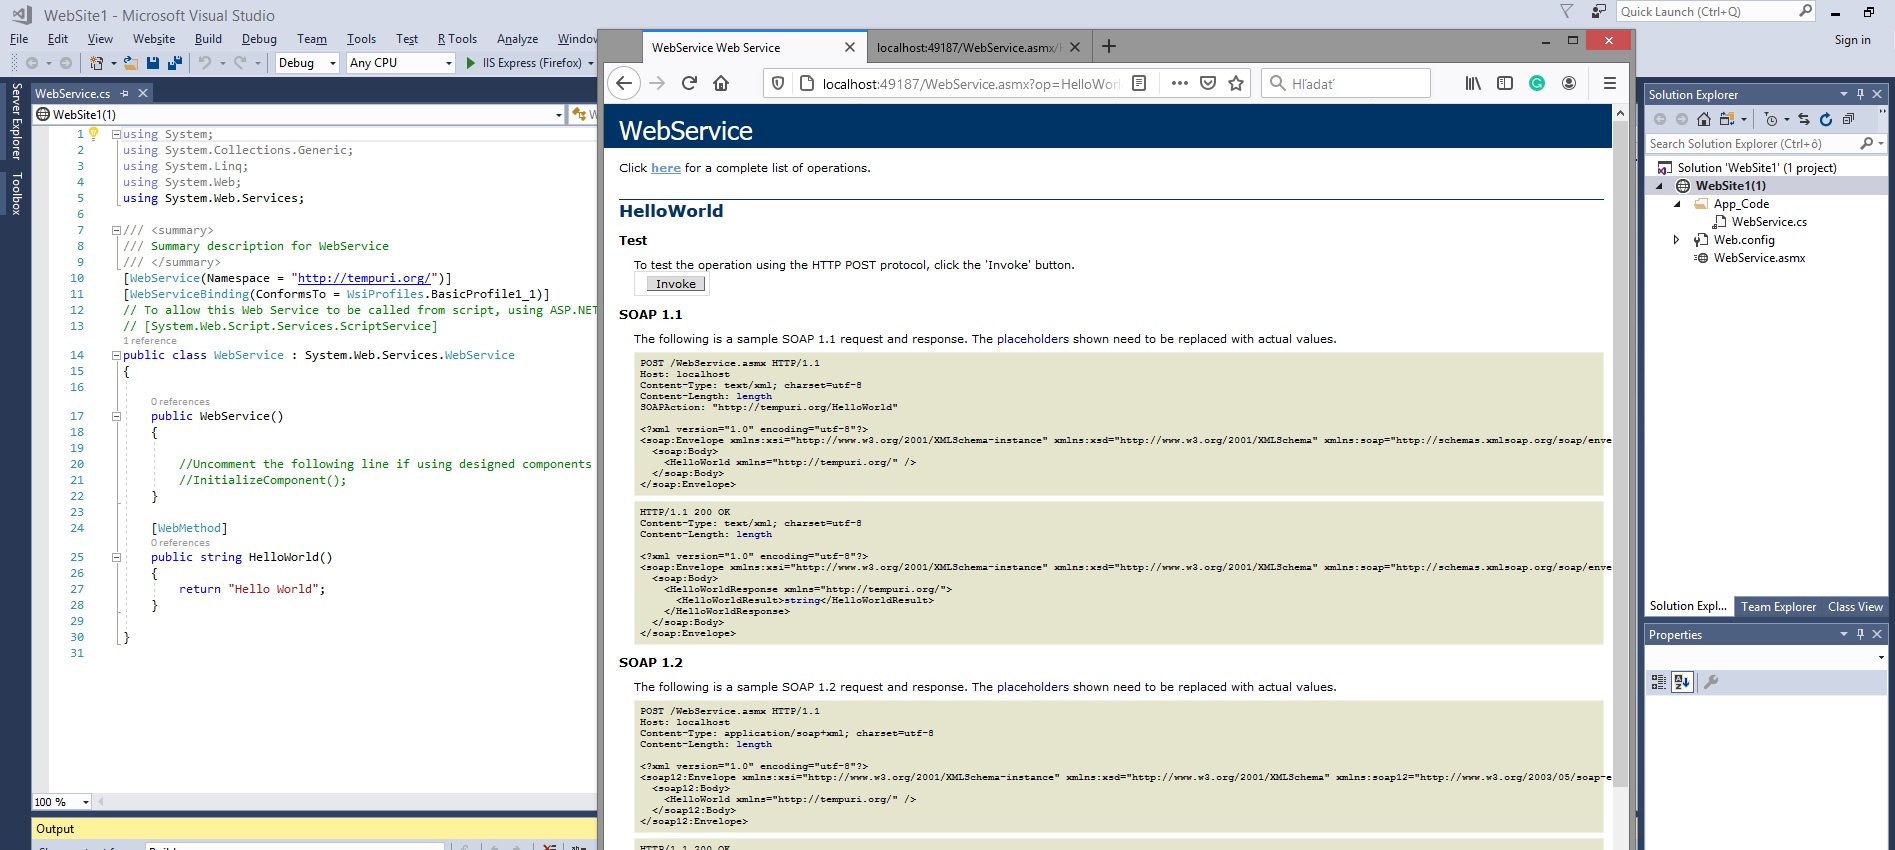 WebSite1 - Microsoft Visual Studio
Quick Launch (Ctrl+Q)
File Edit View Website Build Debug Team Tools Test R Tools Analyze Window
Sign in
Debug Any CPU IIS Express (Firefox)
Server Explorer
Toolbox
WebService.cs
WebSite1(1)
1 using System;
2 using System.Collections.Generic;
3 using System.Linq;
4 using System.Web;
5 using System.Web.Services;
6
7 /// <summary>
8 /// Summary description for WebService
9 /// </summary>
10 [WebService(Namespace = "http://tempuri.org/")]
11 [WebServiceBinding(ConformsTo = WsiProfiles.BasicProfile1_1)]
12 // To allow this Web Service to be called from script, using ASP.NET
13 // [System.Web.Script.Services.ScriptService]
1 reference
14 public class WebService : System.Web.Services.WebService
15 {
16
0 references
17 public WebService()
18 {
19
20 //Uncomment the following line if using designed components
21 //InitializeComponent();
22 }
23
24 [WebMethod]
0 references
25 public string HelloWorld()
26 {
27 return "Hello World";
28 }
29
30 }
31
100 %
Output
WebService Web Service
localhost:49187/WebService.asmx/
localhost:49187/WebService.asmx?op=HelloWorl
Hľadať
WebService
Click here for a complete list of operations.
HelloWorld
Test
To test the operation using the HTTP POST protocol, click the 'Invoke' button.
Invoke
SOAP 1.1
The following is a sample SOAP 1.1 request and response. The placeholders shown need to be replaced with actual values.
POST /WebService.asmx HTTP/1.1
Host: localhost
Content-Type: text/xml; charset=utf-8
Content-Length: length
SOAPAction: "http://tempuri.org/HelloWorld"
<?xml version="1.0" encoding="utf-8"?>
<soap:Envelope xmlns:xsi="http://www.w3.org/2001/XMLSchema-instance" xmlns:xsd="http://www.w3.org/2001/XMLSchema" xmlns:soap="http://schemas.xmlsoap.org/soap/enve
<soap:Body>
<HelloWorld xmlns="http://tempuri.org/" />
</soap:Body>
</soap:Envelope>
HTTP/1.1 200 OK
Content-Type: text/xml; charset=utf-8
Content-Length: length
<?xml version="1.0" encoding="utf-8"?>
<soap:Envelope xmlns:xsi="http://www.w3.org/2001/XMLSchema-instance" xmlns:xsd="http://www.w3.org/2001/XMLSchema" xmlns:soap="http://schemas.xmlsoap.org/soap/enve
<soap:Body>
<HelloWorldResponse xmlns="http://tempuri.org/">
<HelloWorldResult>string</HelloWorldResult>
</HelloWorldResponse>
</soap:Body>
</soap:Envelope>
SOAP 1.2
The following is a sample SOAP 1.2 request and response. The placeholders shown need to be replaced with actual values.
POST /WebService.asmx HTTP/1.1
Host: localhost
Content-Type: application/soap+xml; charset=utf-8
Content-Length: length
<?xml version="1.0" encoding="utf-8"?>
<soap12:Envelope xmlns:xsi="http://www.w3.org/2001/XMLSchema-instance" xmlns:xsd="http://www.w3.org/2001/XMLSchema" xmlns:soap12="http://www.w3.org/2003/05/soap-e
<soap12:Body>
<HelloWorld xmlns="http://tempuri.org/" />
</soap12:Body>
</soap12:Envelope>
HTTP/1.1 200 OK
Solution Explorer
Search Solution Explorer (Ctrl+ô)
Solution 'WebSite1' (1 project)
WebSite1(1)
App_Code
WebService.cs
Web.config
WebService.asmx
Solution Expl... Team Explorer Class View
Properties